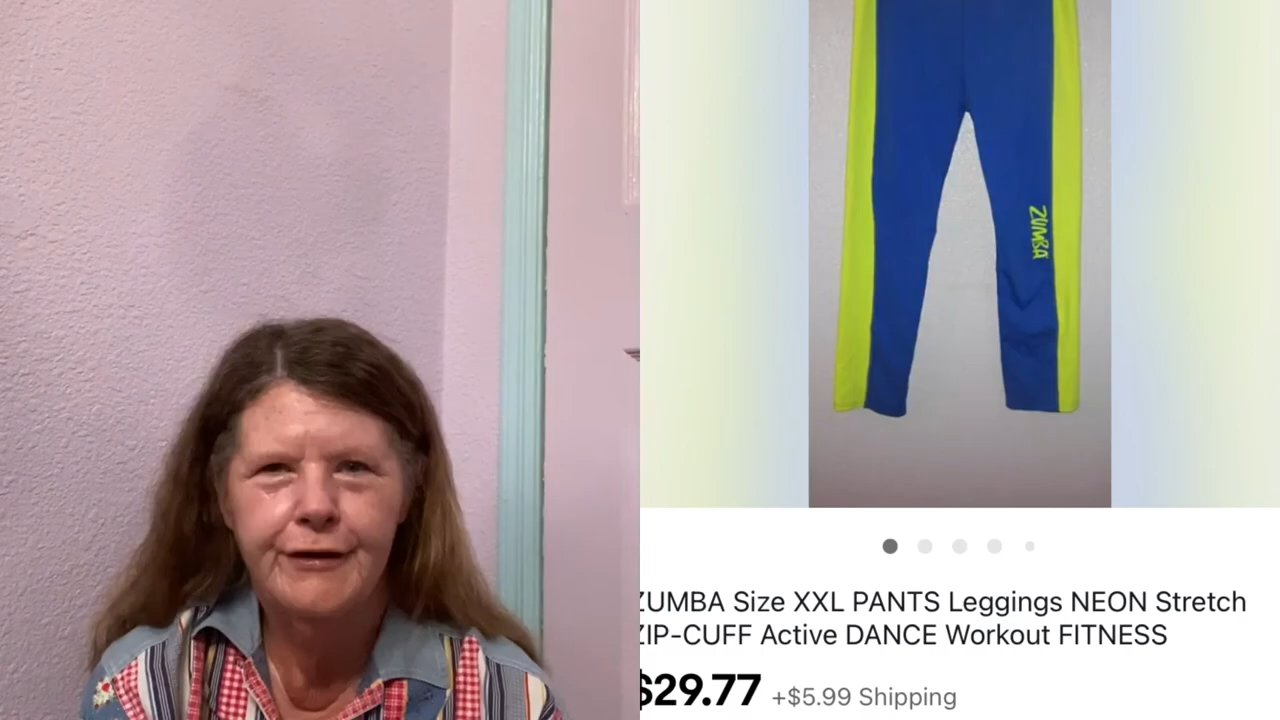 ZUMBA
ZUMBA Size XXL PANTS Leggings NEON Stretch
ZIP-CUFF Active DANCE Workout FITNESS
$29.77 +$5.99 Shipping